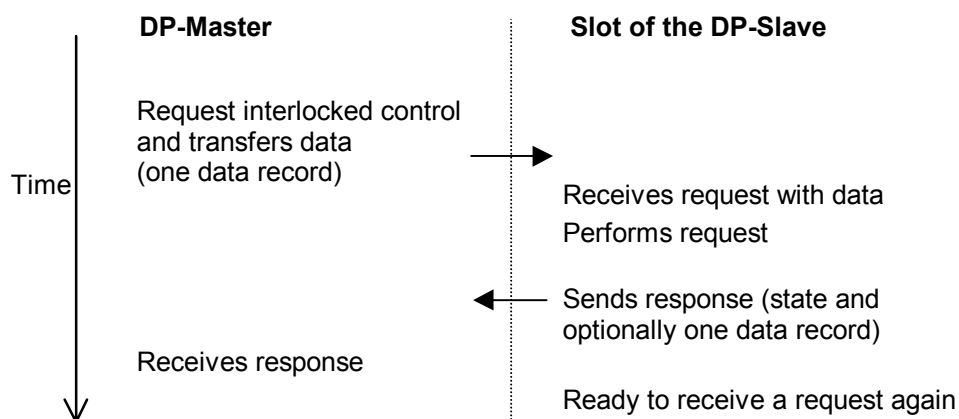 DP-Master
Slot of the DP-Slave
Request interlocked control
and transfers data
(one data record)
Time
Receives request with data
Performs request
Sends response (state and
optionally one data record)
Receives response
Ready to receive a request again